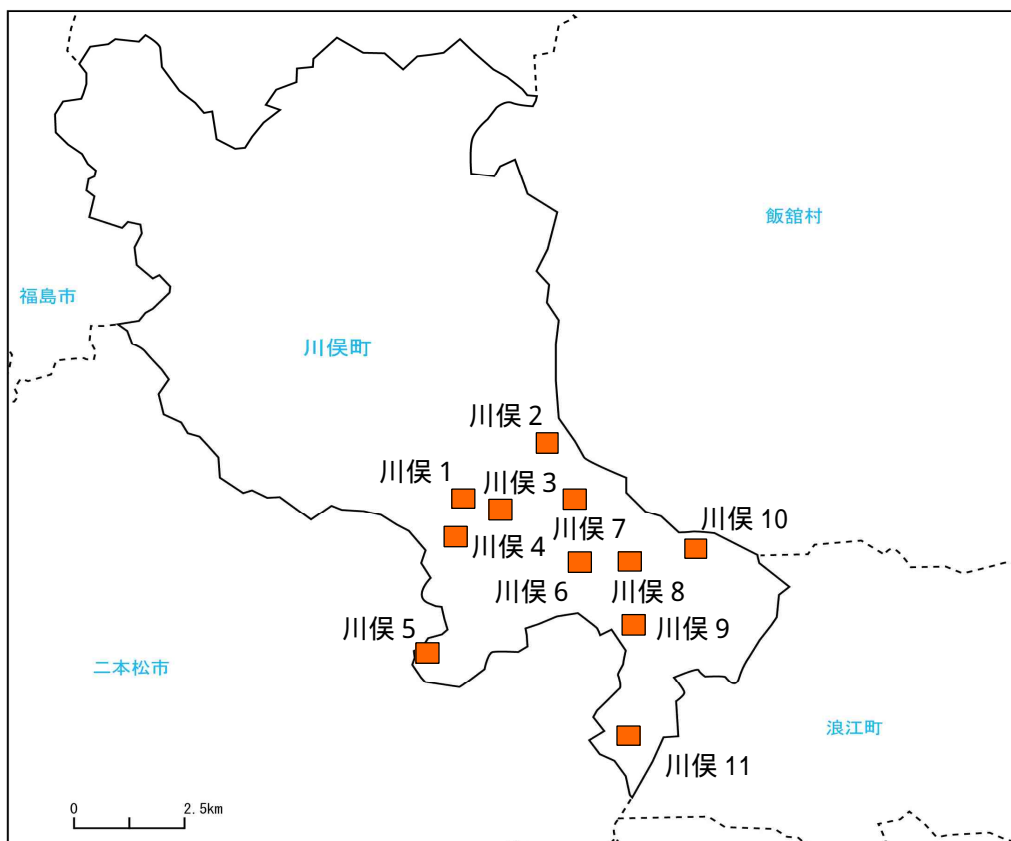 飯舘村
福島市
川俣町
川俣 2
川俣 1
川俣 3
川俣 10
川俣 7
川俣 4
川俣 6
川俣 8
川俣 5
川俣 9
二本松市
浪江町
川俣 11
0 2.5km